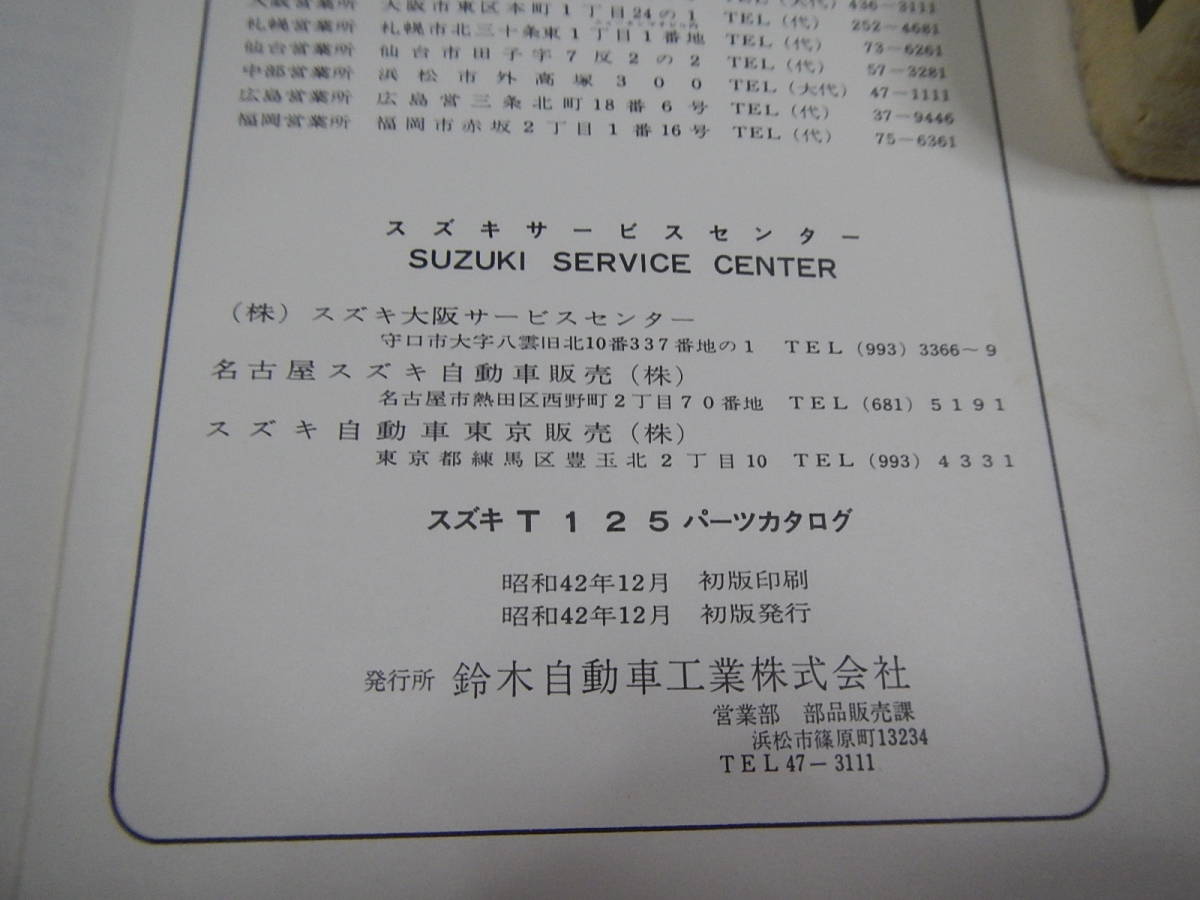 大阪営業所 大阪市東区本町1丁目24の1 TEL(大代) 436-3111
札幌営業所 札幌市北三十条東1丁目1番地 TEL(代) 252-4681
仙台営業所 仙台市田子字7反2の2 TEL(代) 73-6261
中部営業所 浜松市外高塚300 TEL(代) 57-3281
広島営業所 広島営三条北町18番6号 TEL(大代) 47-1111
福岡営業所 福岡市赤坂2丁目1番16号 TEL(代) 37-9446
TEL(代) 75-6361
スズキサービスセンター
SUZUKI SERVICE CENTER
(株)スズキ大阪サービスセンター
守口市大字八雲旧北10番337番地の1 TEL (993) 3366~9
名古屋スズキ自動車販売(株)
名古屋市熱田区西野町2丁目70番地 TEL (681) 5191
スズキ自動車東京販売(株)
東京都練馬区豊玉北2丁目10 TEL (993) 4331
スズキ T125 パーツカタログ
昭和42年12月 初版印刷
昭和42年12月 初版発行
発行所 鈴木自動車工業株式会社
営業部 部品販売課
浜松市篠原町13234
TEL 47-3111